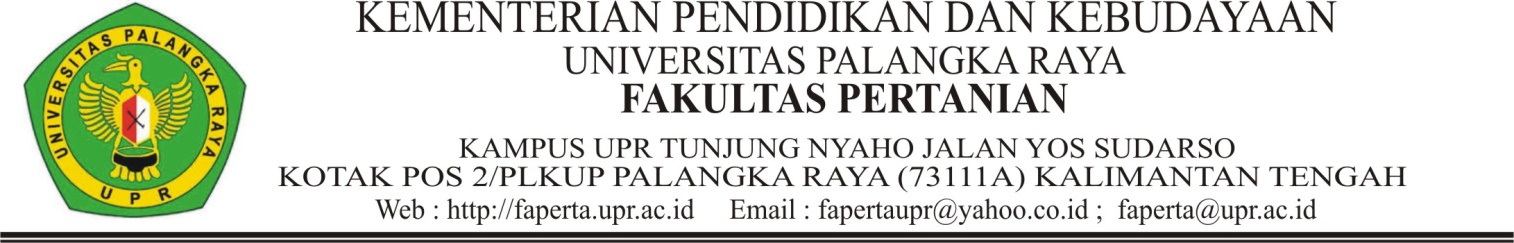 UNIVERSITAS PALANGKA RAYA
UPR
KEMENTERIAN PENDIDIKAN DAN KEBUDAYAAN
UNIVERSITAS PALANGKA RAYA
FAKULTAS PERTANIAN
KAMPUS UPR TUNJUNG NYAHO JALAN YOS SUDARSO
KOTAK POS 2/PLKUP PALANGKA RAYA (73111A) KALIMANTAN TENGAH
Web : http://faperta.upr.ac.id Email : fapertaupr@yahoo.co.id ; faperta@upr.ac.id